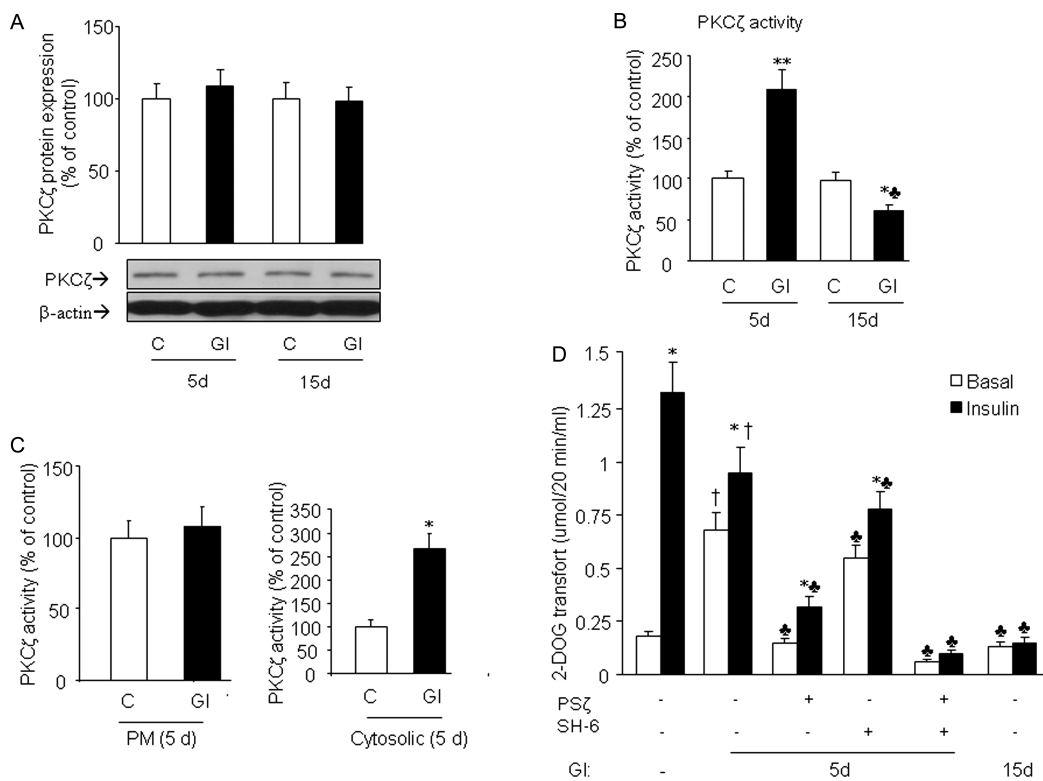 A
PKCζ protein expression
(% of control)
150
100
50
0
PKCζ→
β-actin→
C GI C GI
5d 15d
B
PKCζ activity
PKCζ activity (% of control)
250
200
150
100
50
0
**
*♣
C GI C GI
5d 15d
C
PKCζ activity (% of control)
150
100
50
0
C GI
PM (5 d)
PKCζ activity (% of control)
350
300
250
200
150
100
50
0
*
C GI
Cytosolic (5 d)
D
2-DOG transfort (umol/20 min/ml)
1.5
1.25
1
0.75
0.5
0.25
0
Basal
Insulin
*
†
*†
♣
*♣
♣
*♣
♣
♣
♣
♣
PSζ - - + - + -
SH-6 - - - + + -
GI: - 5d 15d